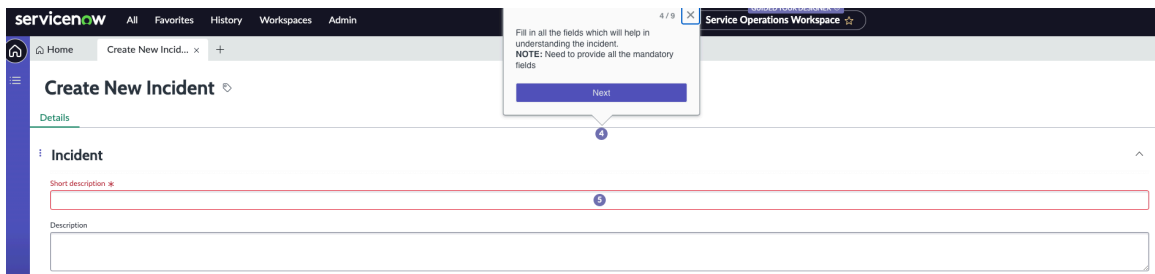 servicenow All Favorites History Workspaces Admin
GUIDED TOUR DESIGNER
Service Operations Workspace
4 / 9
Fill in all the fields which will help in
understanding the incident.
NOTE: Need to provide all the mandatory
fields
Next
Home Create New Incid... × +
Create New Incident
Details
4
Incident
Short description *
5
Description